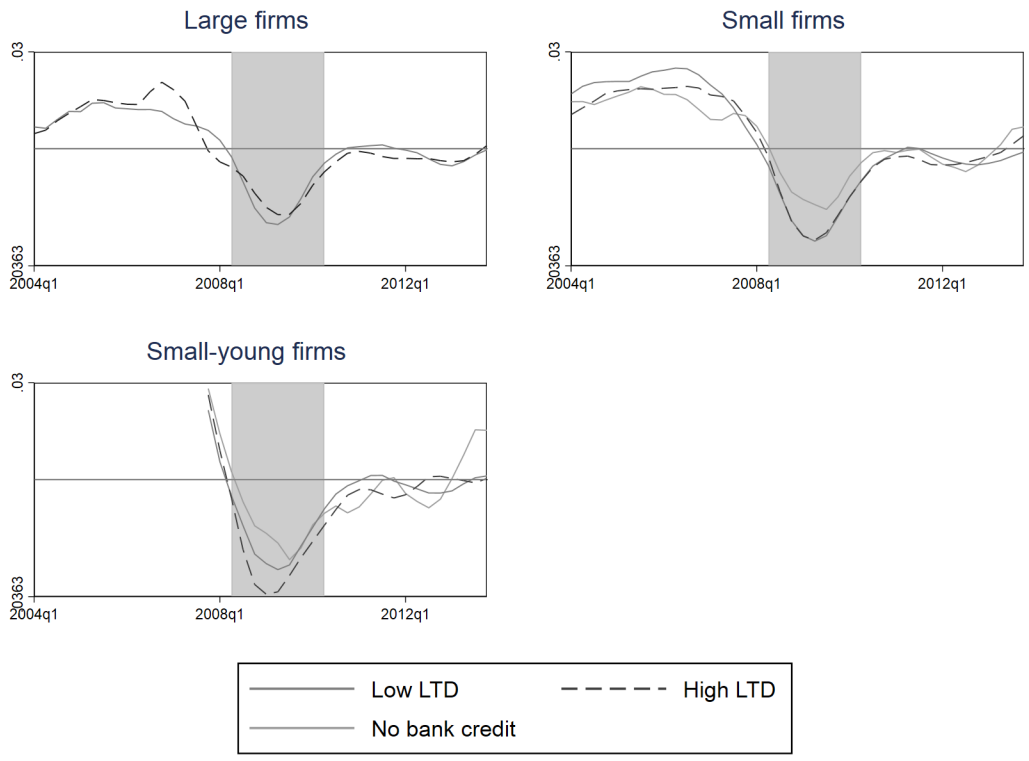 Large firms
.03
0363
2004q1
2008q1
2012q1
Small firms
.03
0363
2004q1
2008q1
2012q1
Small-young firms
.03
0363
2004q1
2008q1
2012q1
Low LTD
High LTD
No bank credit